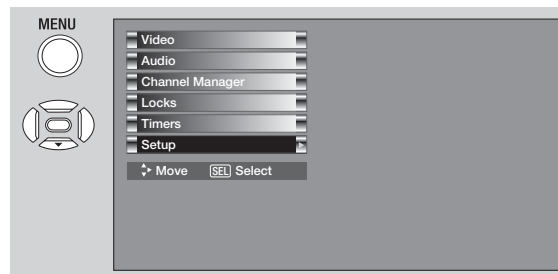 MENU
Video
Audio
Channel Manager
Locks
Timers
Setup
Move SEL Select